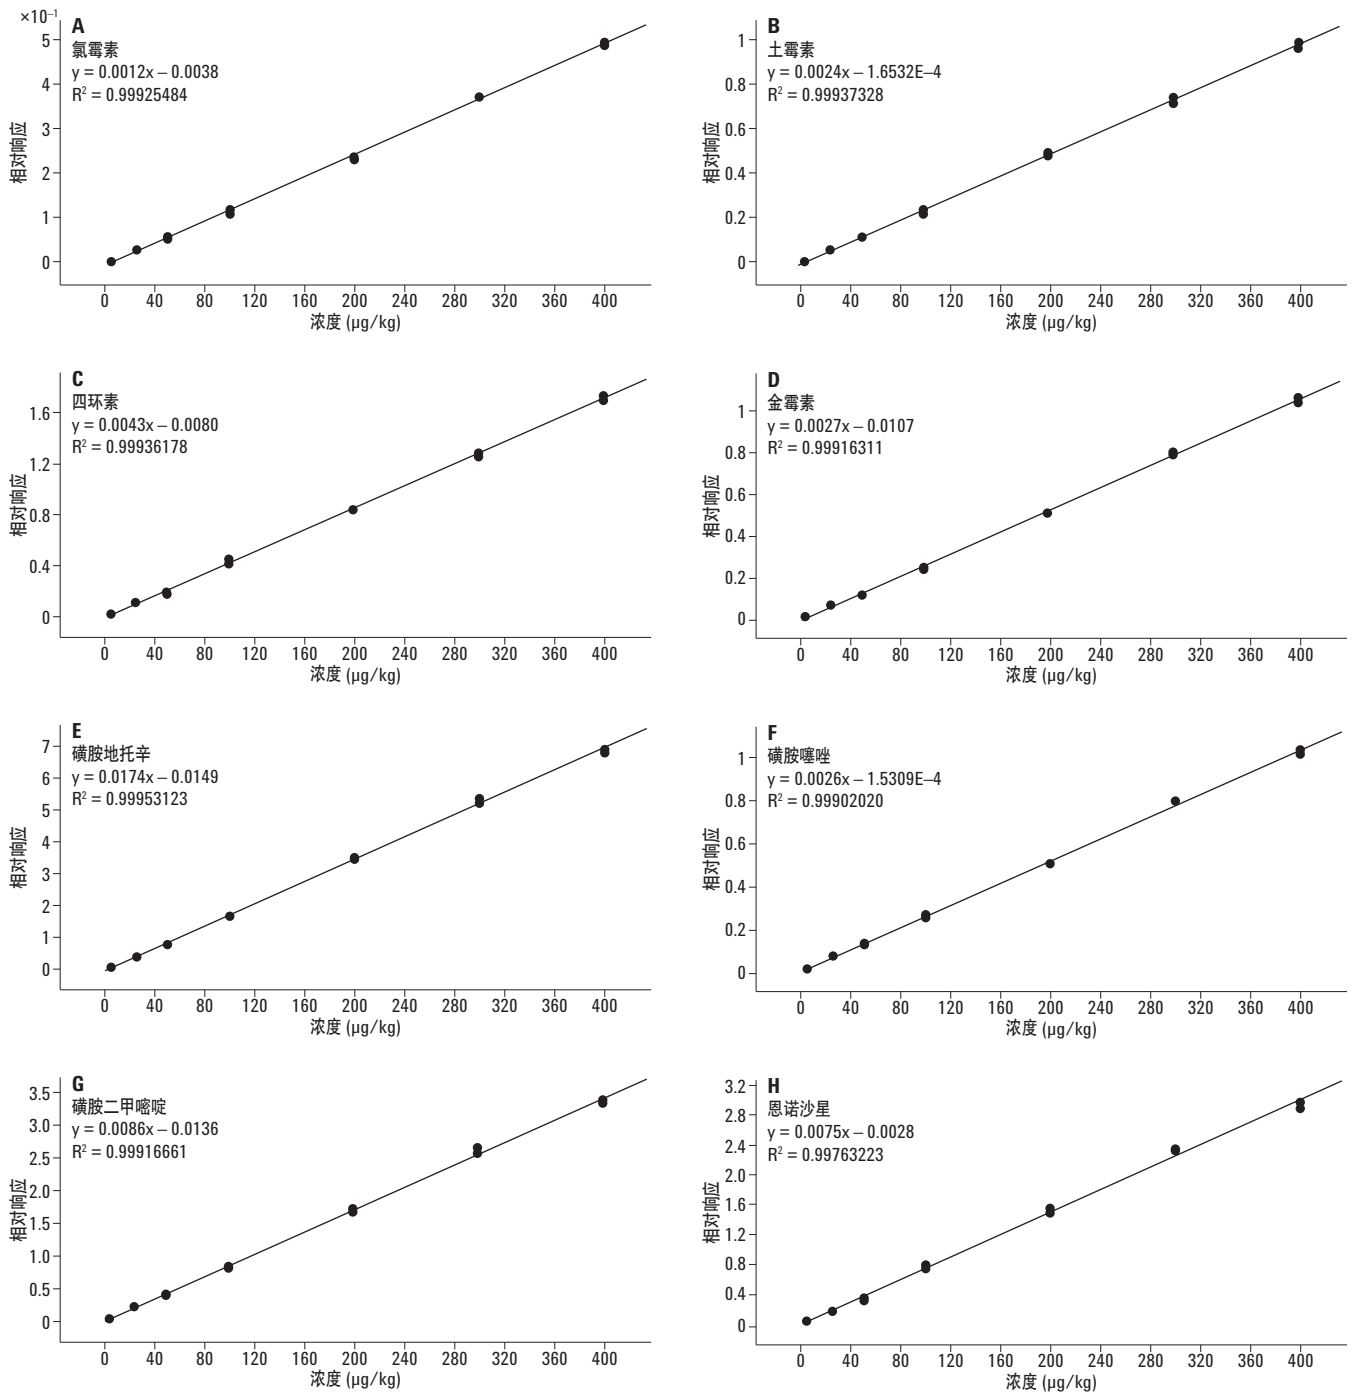 ×10⁻¹
A
氯霉素
y = 0.0012x – 0.0038
R² = 0.99925484
5
4
3
2
1
0
相对响应
0 40 80 120 160 200 240 280 320 360 400
浓度 (µg/kg)
B
土霉素
y = 0.0024x – 1.6532E–4
R² = 0.99937328
1
0.8
0.6
0.4
0.2
0
相对响应
0 40 80 120 160 200 240 280 320 360 400
浓度 (µg/kg)
C
四环素
y = 0.0043x – 0.0080
R² = 0.99936178
1.6
1.2
0.8
0.4
0
相对响应
0 40 80 120 160 200 240 280 320 360 400
浓度 (µg/kg)
D
金霉素
y = 0.0027x – 0.0107
R² = 0.99916311
1
0.8
0.6
0.4
0.2
0
相对响应
0 40 80 120 160 200 240 280 320 360 400
浓度 (µg/kg)
E
磺胺地托辛
y = 0.0174x – 0.0149
R² = 0.99953123
7
6
5
4
3
2
1
0
相对响应
0 40 80 120 160 200 240 280 320 360 400
浓度 (µg/kg)
F
磺胺噻唑
y = 0.0026x – 1.5309E–4
R² = 0.99902020
1
0.8
0.6
0.4
0.2
0
相对响应
0 40 80 120 160 200 240 280 320 360 400
浓度 (µg/kg)
G
磺胺二甲嘧啶
y = 0.0086x – 0.0136
R² = 0.99916661
3.5
3.0
2.5
2.0
1.5
1.0
0.5
0
相对响应
0 40 80 120 160 200 240 280 320 360 400
浓度 (µg/kg)
H
恩诺沙星
y = 0.0075x – 0.0028
R² = 0.99763223
3.2
2.8
2.4
2.0
1.6
1.2
0.8
0.4
0
相对响应
0 40 80 120 160 200 240 280 320 360 400
浓度 (µg/kg)